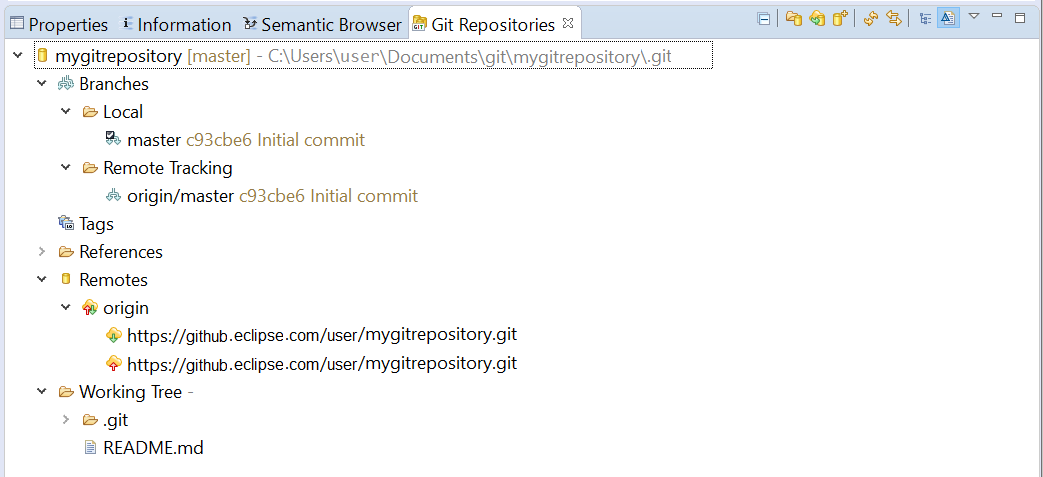 Properties Information Semantic Browser Git Repositories
mygitrepository [master] - C:\Users\user\Documents\git\mygitrepository\.git
Branches
Local
master c93cbe6 Initial commit
Remote Tracking
origin/master c93cbe6 Initial commit
Tags
References
Remotes
origin
https://github.eclipse.com/user/mygitrepository.git
https://github.eclipse.com/user/mygitrepository.git
Working Tree -
.git
README.md